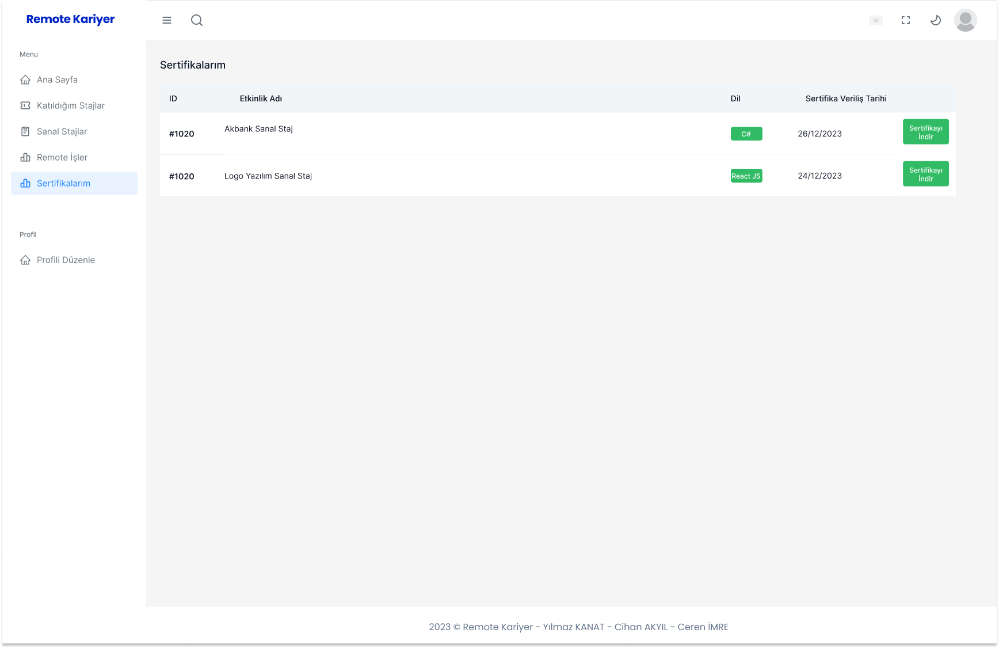 Remote Kariyer
Menu
Ana Sayfa
Katıldığım Stajlar
Sanal Stajlar
Remote İşler
Sertifikalarım
Profil
Profili Düzenle
Sertifikalarım
ID Etkinlik Adı Dil Sertifika Veriliş Tarihi
#1020 Akbank Sanal Staj C# 26/12/2023 Sertifikayı
İndir
#1020 Logo Yazılım Sanal Staj React JS 24/12/2023 Sertifikayı
İndir
2023 © Remote Kariyer - Yılmaz KANAT - Cihan AKYIL - Ceren İMRE